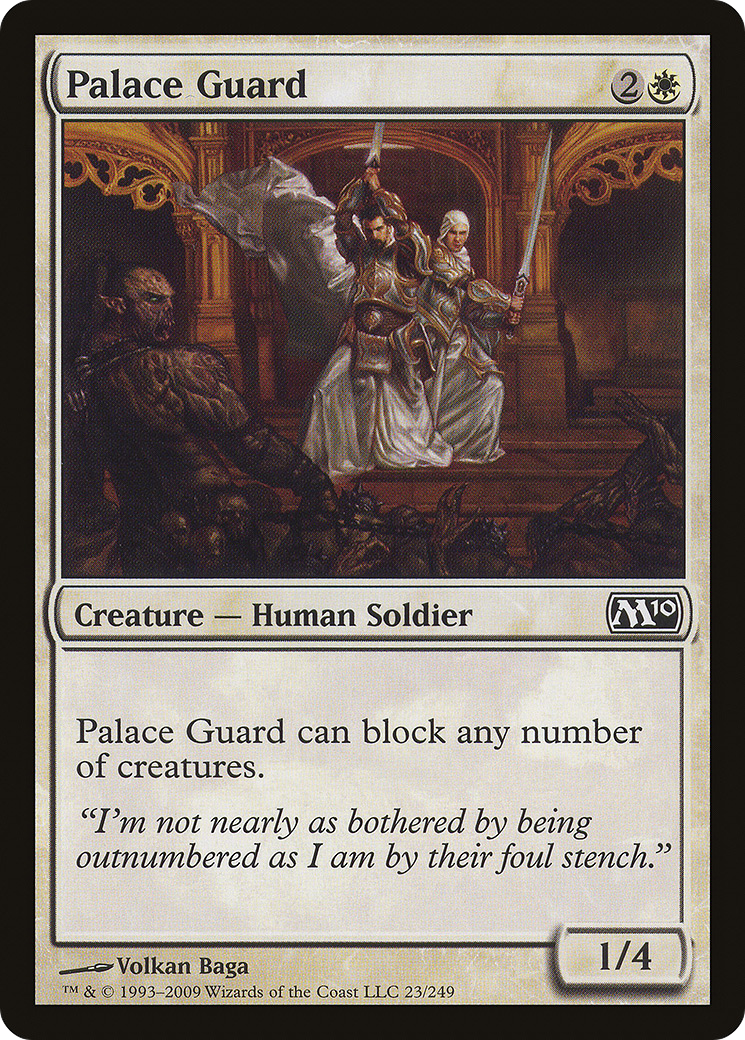 Palace Guard 2
Creature — Human Soldier M10
Palace Guard can block any number
of creatures.
“I’m not nearly as bothered by being
outnumbered as I am by their foul stench.”
1/4
Volkan Baga
™ & © 1993–2009 Wizards of the Coast LLC 23/249